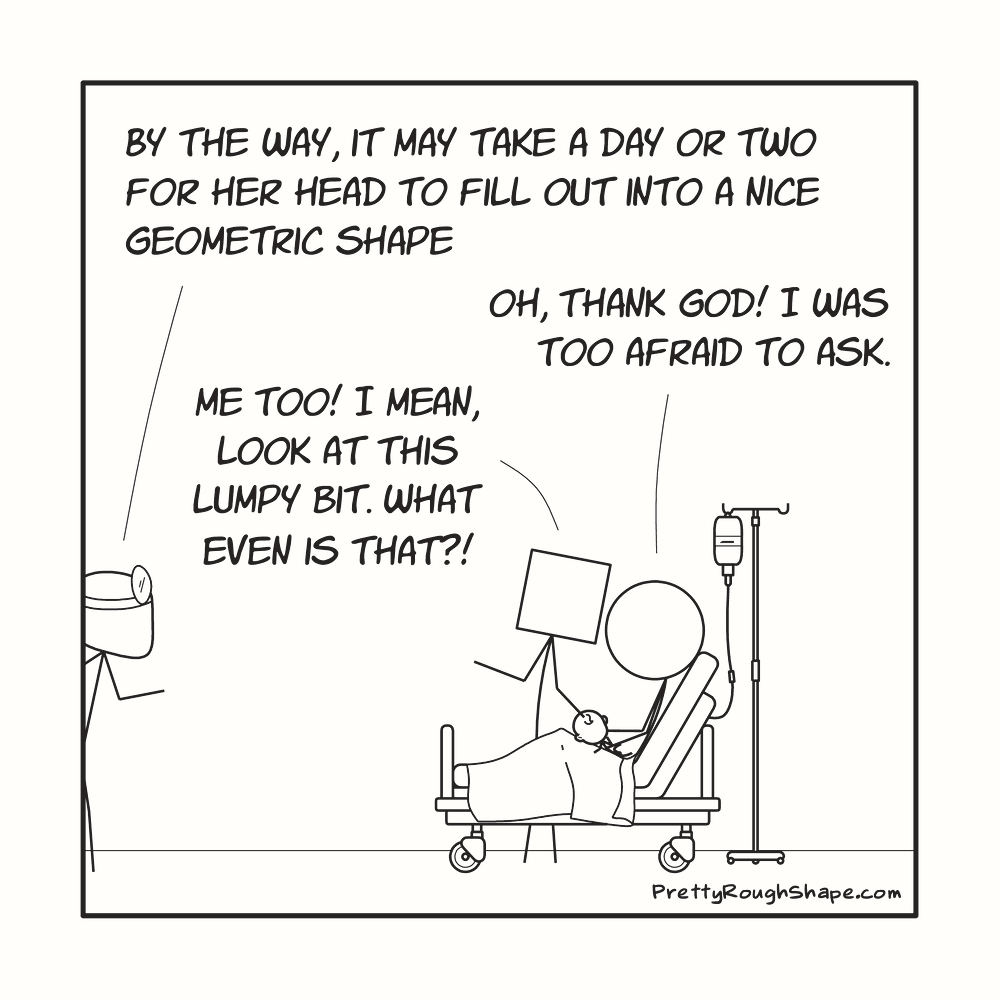 BY THE WAY, IT MAY TAKE A DAY OR TWO
FOR HER HEAD TO FILL OUT INTO A NICE
GEOMETRIC SHAPE
OH, THANK GOD! I WAS
TOO AFRAID TO ASK.
ME TOO! I MEAN,
LOOK AT THIS
LUMPY BIT. WHAT
EVEN IS THAT?!
PrettyRoughShape.com